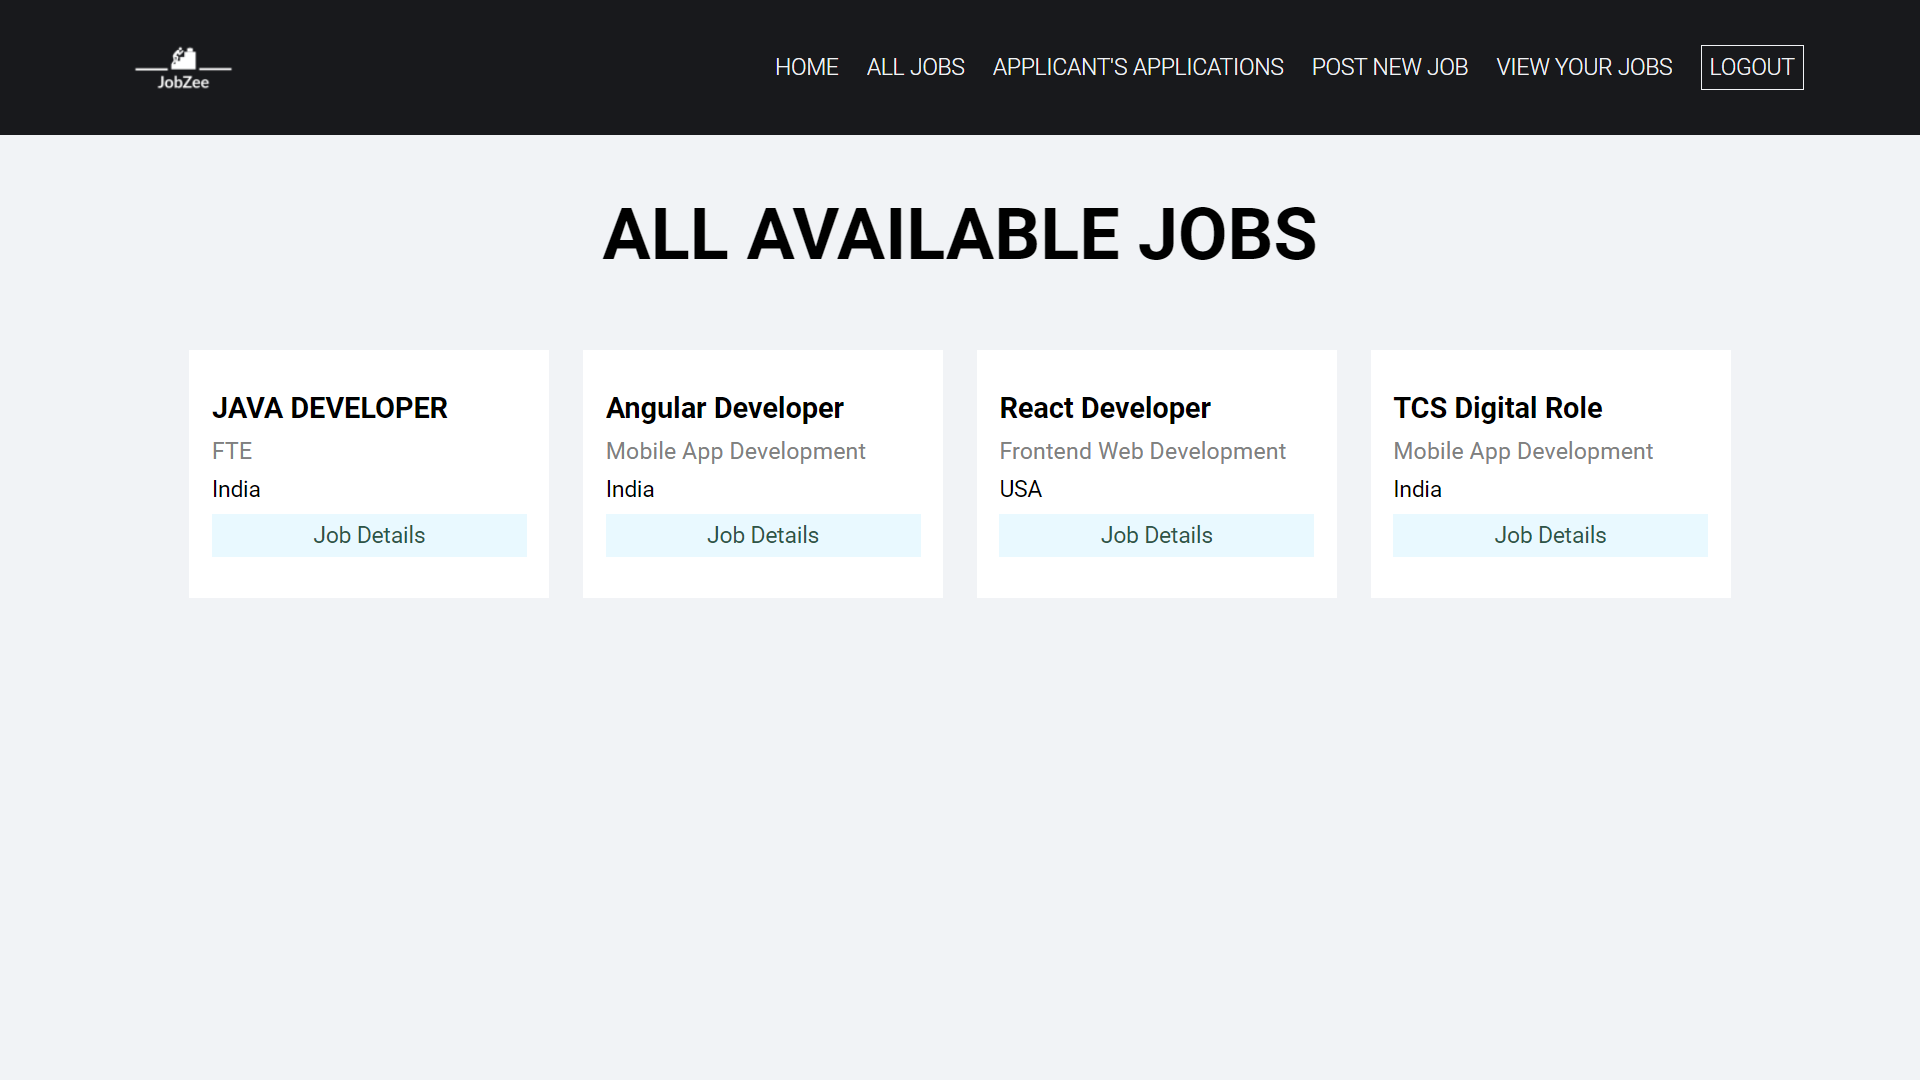 JobZee
HOME ALL JOBS APPLICANT'S APPLICATIONS POST NEW JOB VIEW YOUR JOBS LOGOUT
ALL AVAILABLE JOBS
JAVA DEVELOPER
FTE
India
Job Details
Angular Developer
Mobile App Development
India
Job Details
React Developer
Frontend Web Development
USA
Job Details
TCS Digital Role
Mobile App Development
India
Job Details